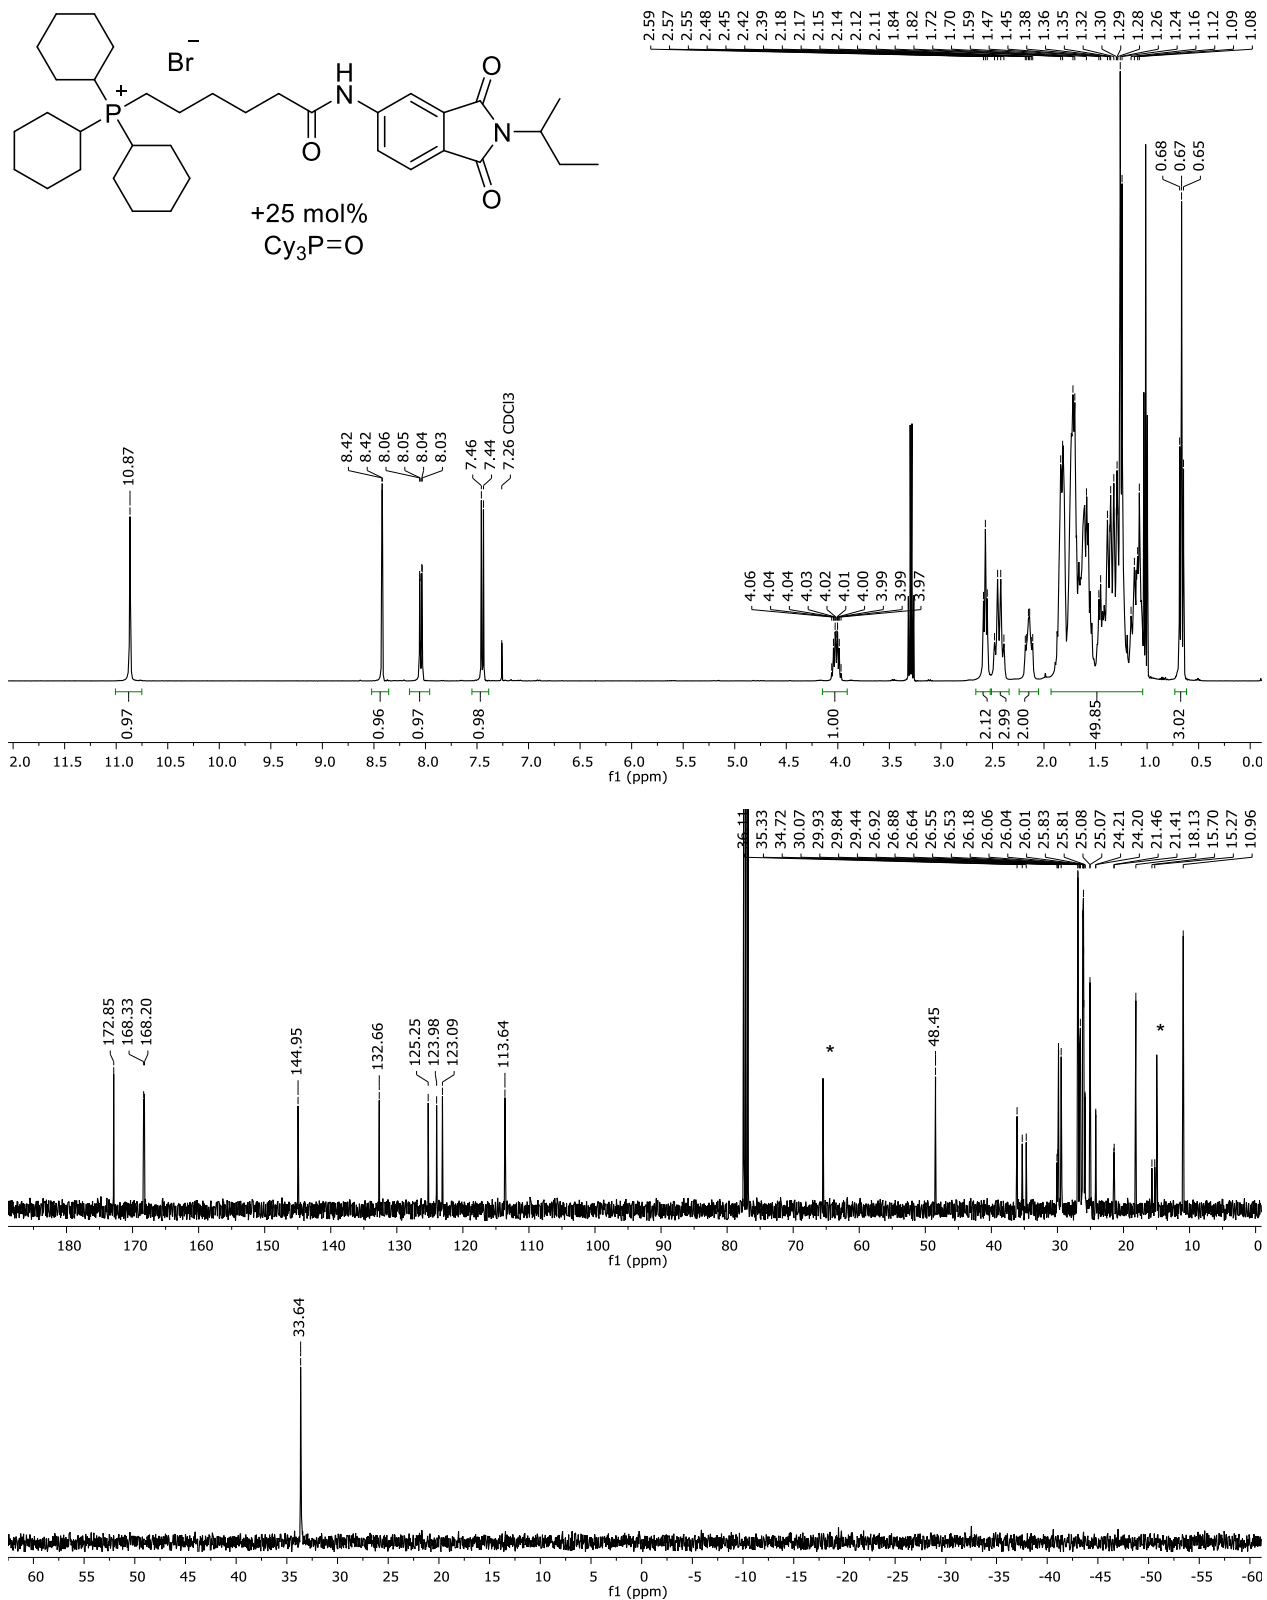 2.59 2.57 2.55 2.48 2.45 2.42 2.39 2.18 2.17 2.15 2.14 2.12 2.11 1.84 1.82 1.72 1.70 1.59 1.47 1.45 1.38 1.36 1.35 1.32 1.30 1.29 1.28 1.26 1.24 1.16 1.12 1.09 1.08
Br −
H
N
O
P +
O
N
O
+25 mol%
Cy3P=O
0.68 0.67 0.65
10.87
8.42 8.42 8.06 8.05 8.04 8.03
7.46 7.44 7.26 CDCl3
4.06 4.04 4.04 4.03 4.02 4.01 4.00 3.99 3.99 3.97
0.97 0.96 0.97 0.98 1.00 2.12 2.99 2.00 49.85 3.02
2.0 11.5 11.0 10.5 10.0 9.5 9.0 8.5 8.0 7.5 7.0 6.5 6.0 5.5 5.0 4.5 4.0 3.5 3.0 2.5 2.0 1.5 1.0 0.5 0.0
f1 (ppm)
36.11 35.33 34.72 30.07 29.93 29.84 29.44 26.92 26.88 26.64 26.55 26.53 26.18 26.06 26.04 26.01 25.83 25.81 25.08 25.07 24.21 24.20 21.46 21.41 18.13 15.70 15.27 10.96
172.85 168.33 168.20 144.95 132.66 125.25 123.98 123.09 113.64 * 48.45 *
180 170 160 150 140 130 120 110 100 90 80 70 60 50 40 30 20 10 0
f1 (ppm)
33.64
60 55 50 45 40 35 30 25 20 15 10 5 0 -5 -10 -15 -20 -25 -30 -35 -40 -45 -50 -55 -60
f1 (ppm)